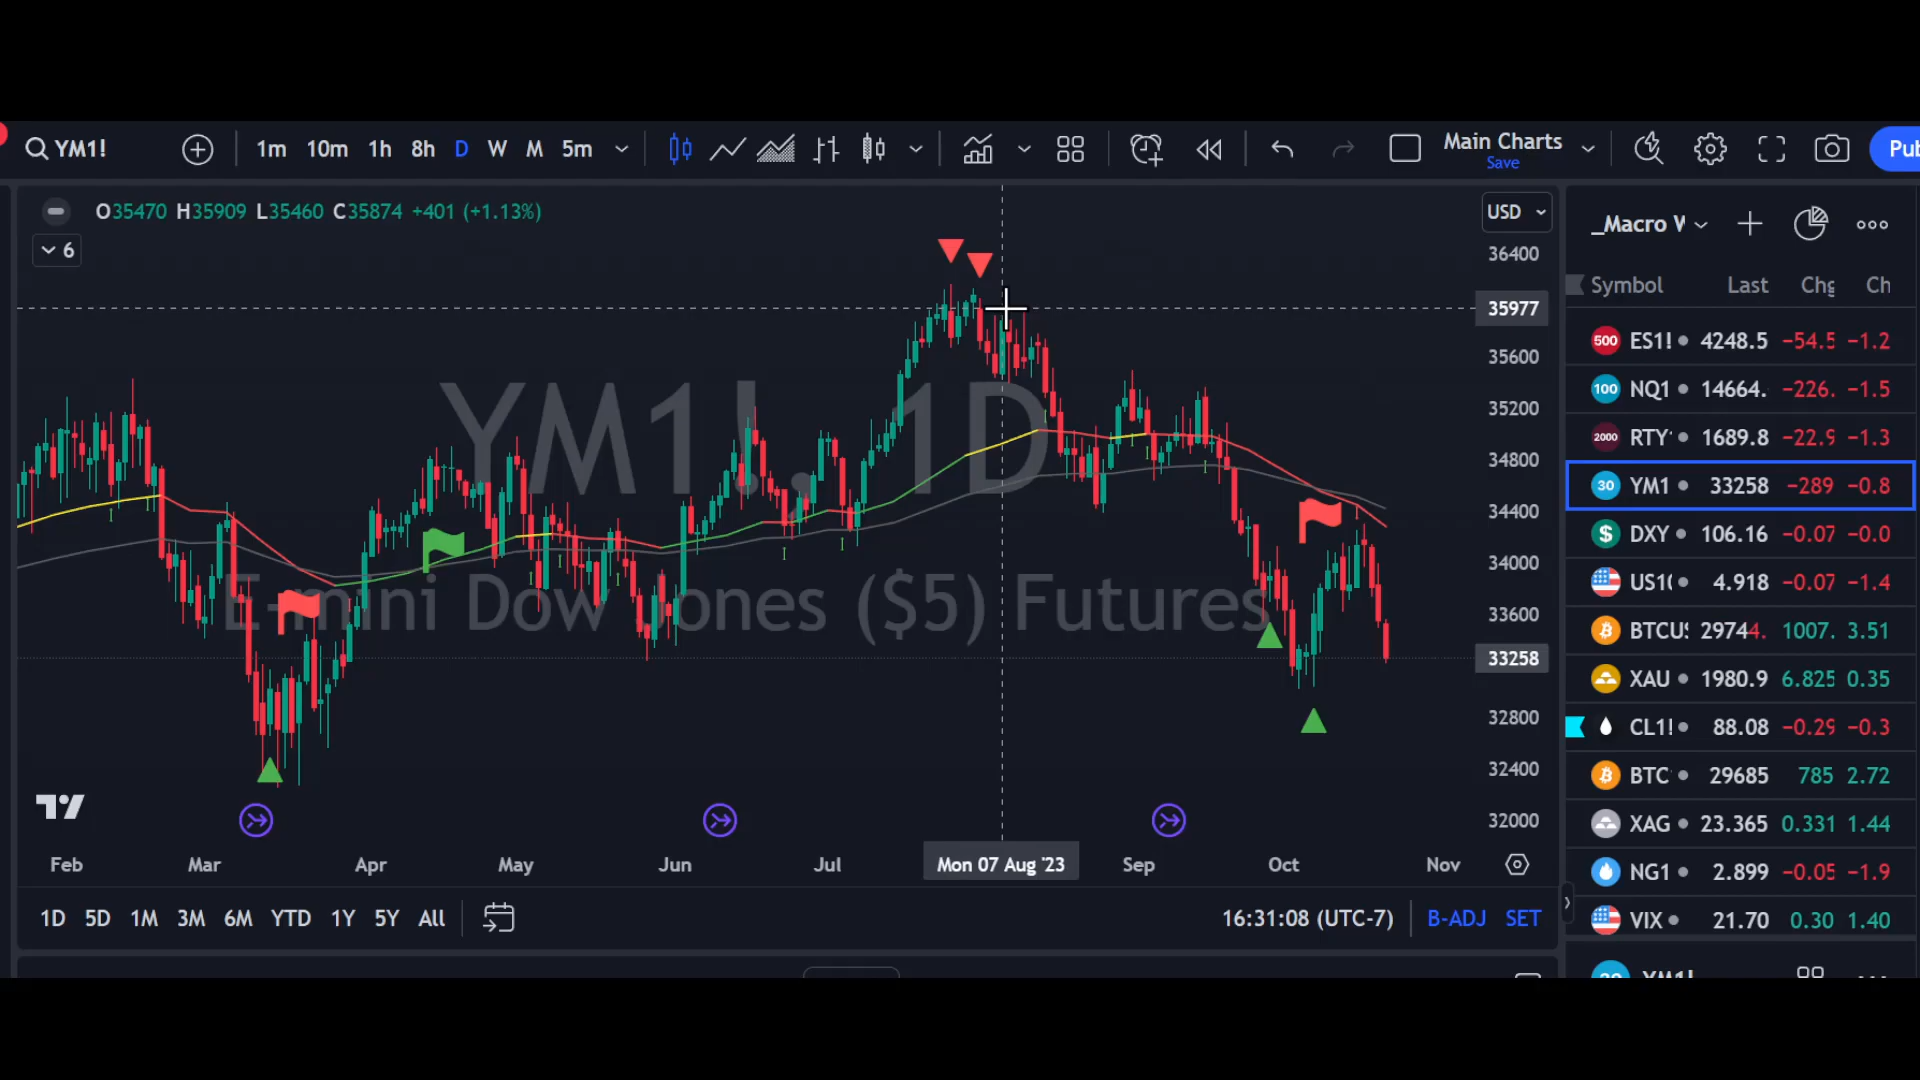 YM1! 1m 10m 1h 8h D W M 5m Main Charts Pub
Save
O35470 H35909 L35460 C35874 +401 (+1.13%)
6
USD
36400
35977
35600
35200
34800
34400
34000
33600
33258
32800
32400
32000
YM1!, 1D
E-mini Dow Jones ($5) Futures
Feb Mar Apr May Jun Jul Mon 07 Aug '23 Sep Oct Nov
1D 5D 1M 3M 6M YTD 1Y 5Y All 16:31:08 (UTC-7) B-ADJ SET
_Macro W
Symbol Last Chg Ch
500 ES1! 4248.5 −54.5 −1.2
100 NQ1 14664. −226. −1.5
2000 RTY 1689.8 −22.9 −1.3
30 YM1 33258 −289 −0.8
$ DXY 106.16 −0.07 −0.0
US1 4.918 −0.07 −1.4
BTCUS 29744. 1007. 3.51
XAU 1980.9 6.825 0.35
CL1! 88.08 −0.29 −0.3
BTC 29685 785 2.72
XAG 23.365 0.331 1.44
NG1 2.899 −0.05 −1.9
VIX 21.70 0.30 1.40
YM1!